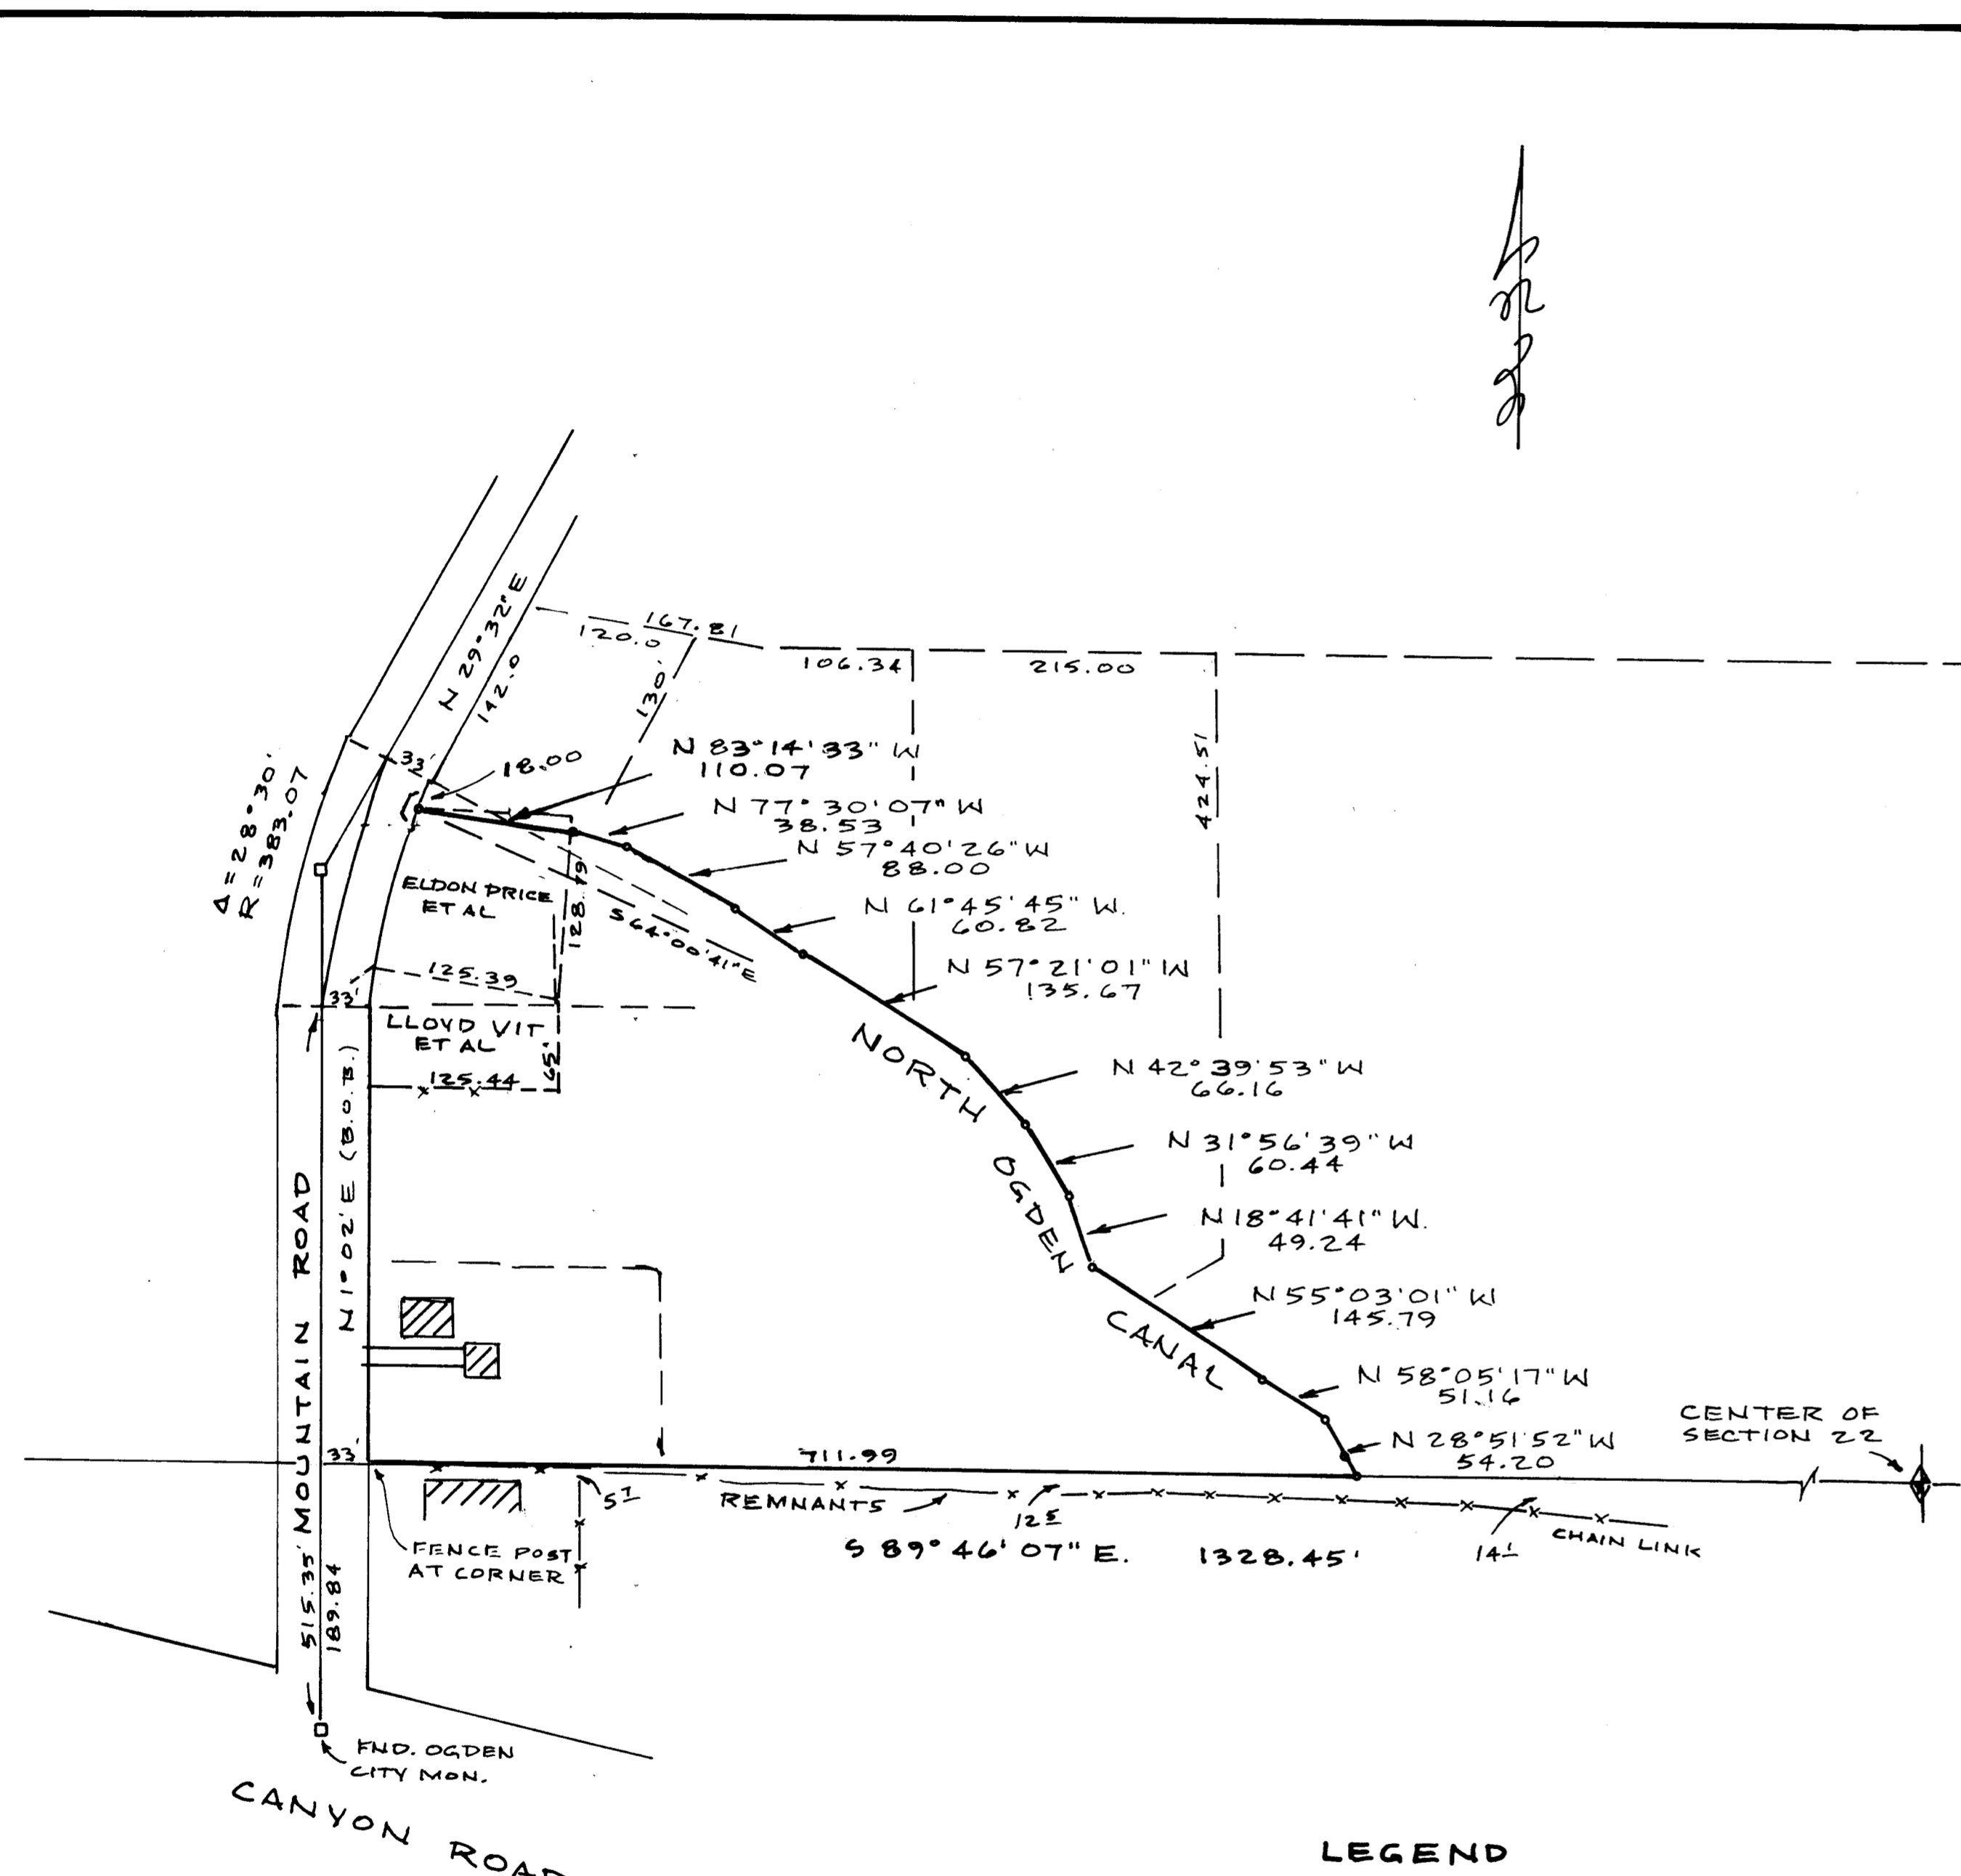 N 29°32' E
142.0
167.81
120.0
106.34
215.00
130'
424.51
33'
18.00
Δ=28°30'
R=383.07
N 83°14'33" W
110.07
N 77°30'07" W
38.53
N 57°40'26" W
88.00
N 61°45'45" W.
60.82
N 57°21'01" W
135.67
N 42°39'53" W
66.16
N 31°56'39" W
60.44
N 18°41'41" W.
49.24
N 55°03'01" W
145.79
N 58°05'17" W
51.16
N 28°51'52" W
54.20
ELDON PRICE
ET AL
128.49
S 64°00'41" E
125.39
33'
LLOYD VIT
ET AL
65'
125.44
NORTH OGDEN CANAL
N 1°02' E (B.O.B.)
MOUNTAIN ROAD
515.35'
189.84
33'
711.99
CENTER OF
SECTION 22
REMNANTS
12 5
14 1
CHAIN LINK
FENCE POST
AT CORNER
S 89°46'07" E. 1328.45'
FND. OGDEN
CITY MON.
CANYON ROAD
LEGEND